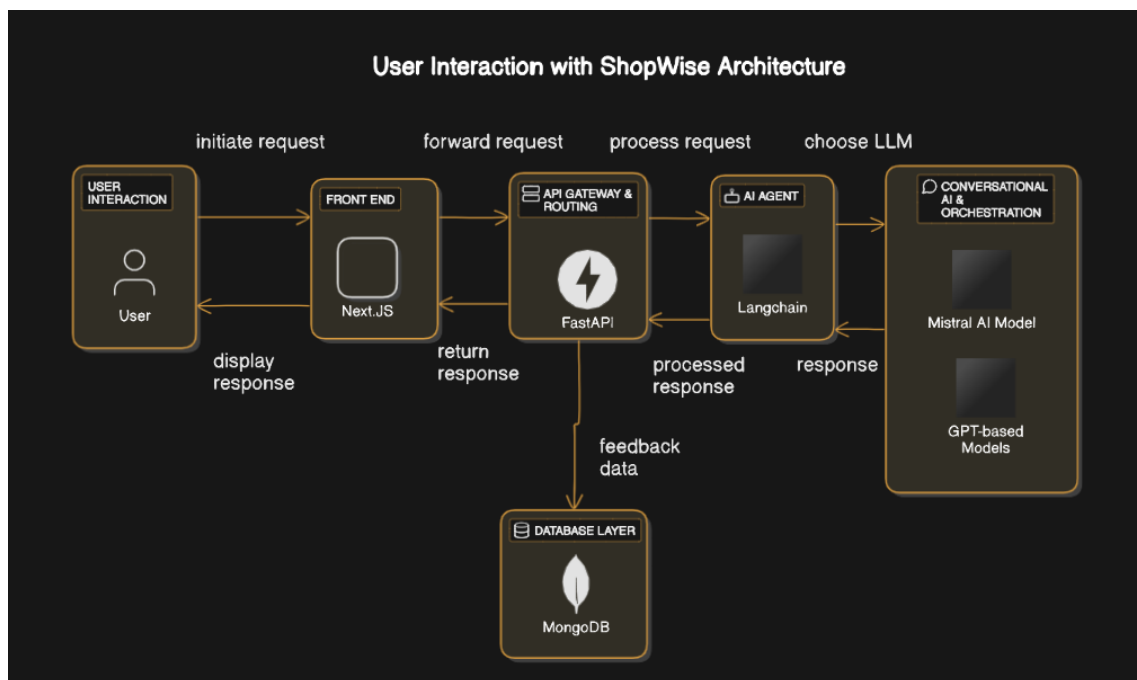 User Interaction with ShopWise Architecture
initiate request
forward request
process request
choose LLM
USER
INTERACTION
User
FRONT END
Next.JS
API GATEWAY &
ROUTING
FastAPI
AI AGENT
Langchain
CONVERSATIONAL
AI &
ORCHESTRATION
Mistral AI Model
GPT-based
Models
display
response
return
response
processed
response
response
feedback
data
DATABASE LAYER
MongoDB